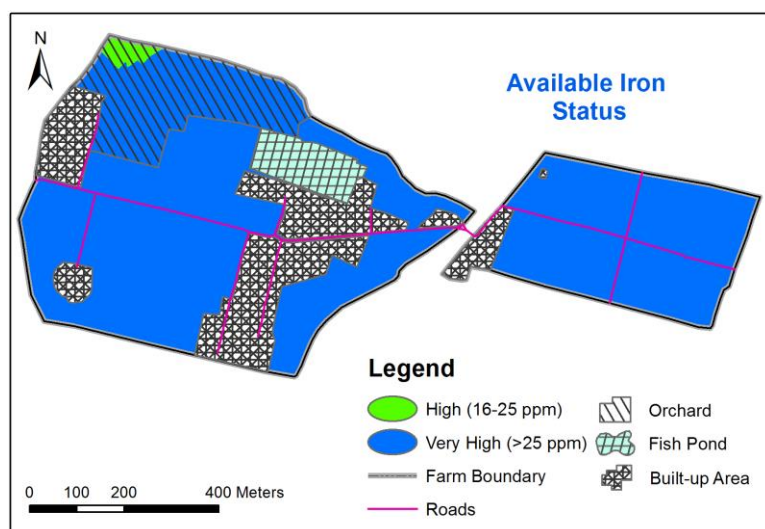 N
Available Iron
Status
Legend
High (16-25 ppm)
Very High (>25 ppm)
Farm Boundary
Roads
Orchard
Fish Pond
Built-up Area
0 100 200 400 Meters